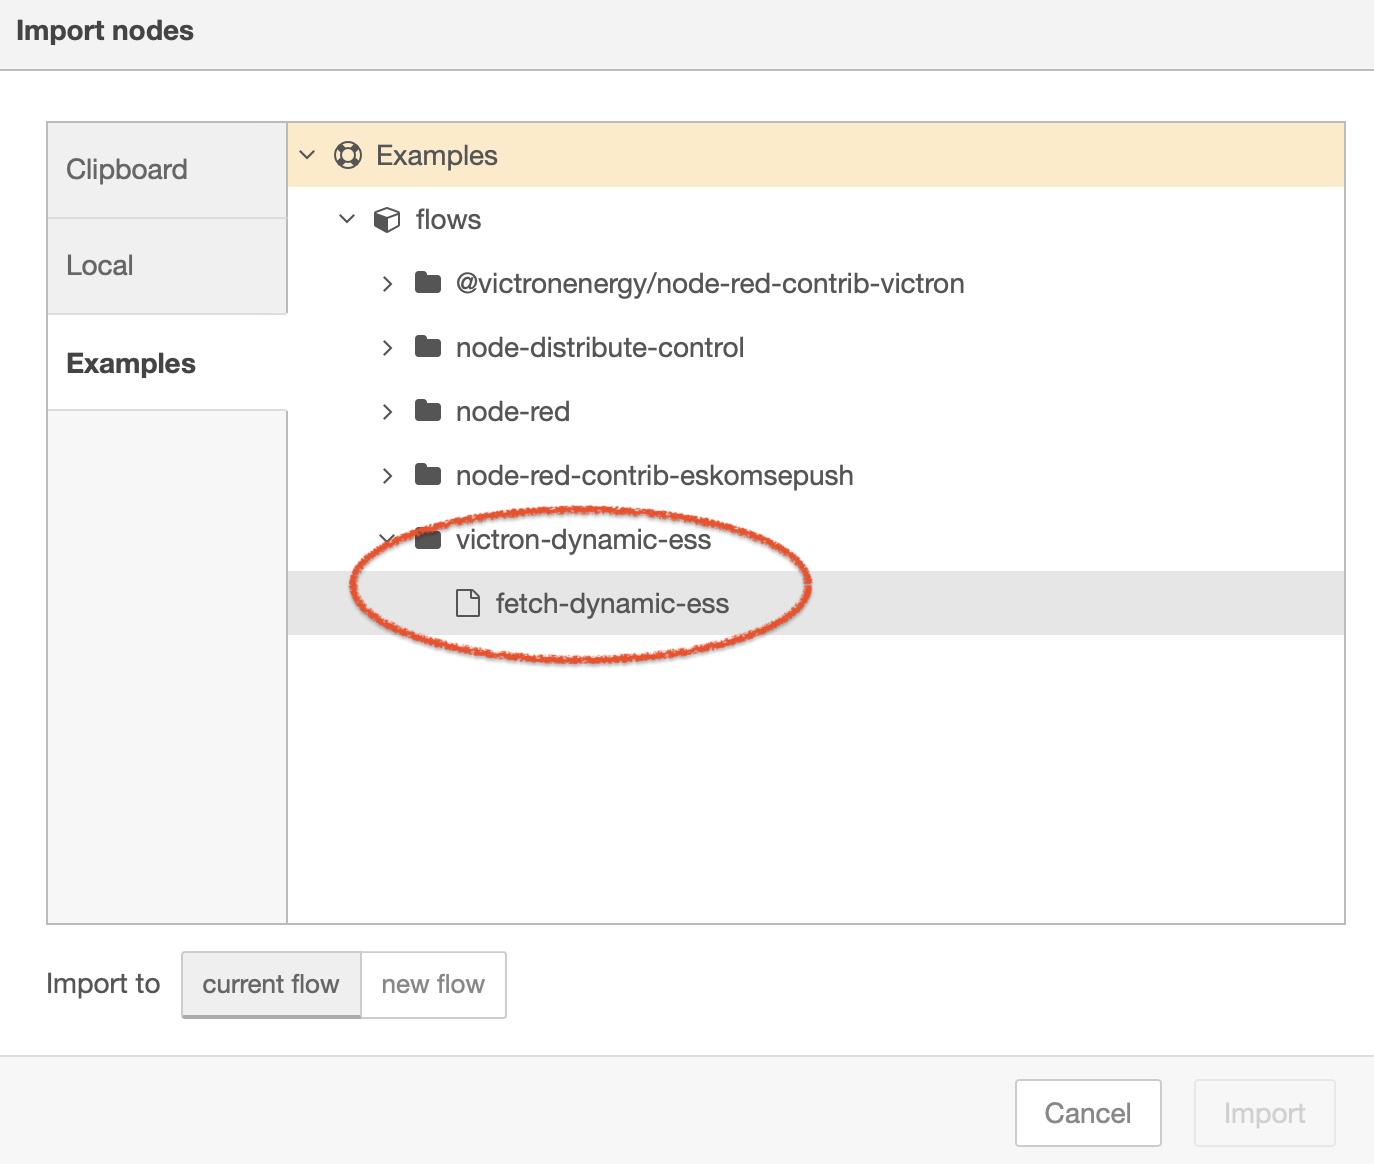 Import nodes
Clipboard
Local
Examples
Examples
flows
@victronenergy/node-red-contrib-victron
node-distribute-control
node-red
node-red-contrib-eskomsepush
victron-dynamic-ess
fetch-dynamic-ess
Import to current flow new flow
Cancel Import